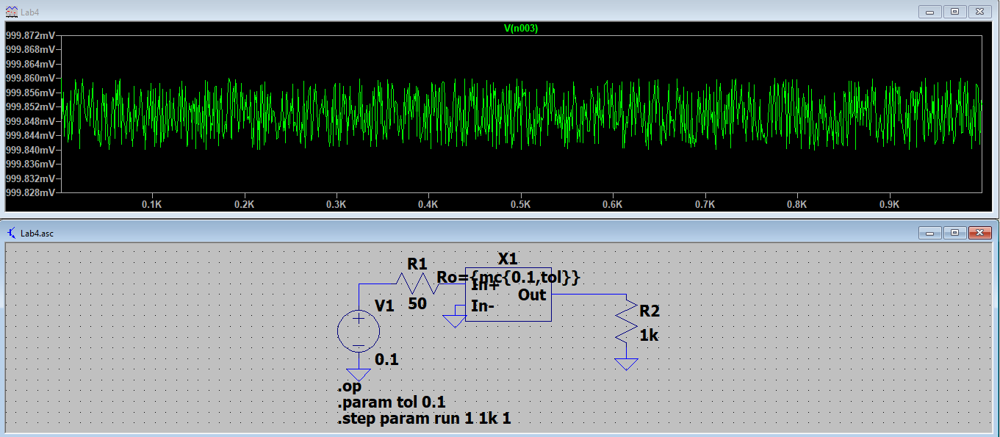 Lab4
V(n003)
999.872mV
999.868mV
999.864mV
999.860mV
999.856mV
999.852mV
999.848mV
999.844mV
999.840mV
999.836mV
999.832mV
999.828mV
0.1K 0.2K 0.3K 0.4K 0.5K 0.6K 0.7K 0.8K 0.9K
Lab4.asc
X1
R1
Ro={mc{0.1,tol}}
In+
Out
V1
50
In-
R2
1k
0.1
.op
.param tol 0.1
.step param run 1 1k 1